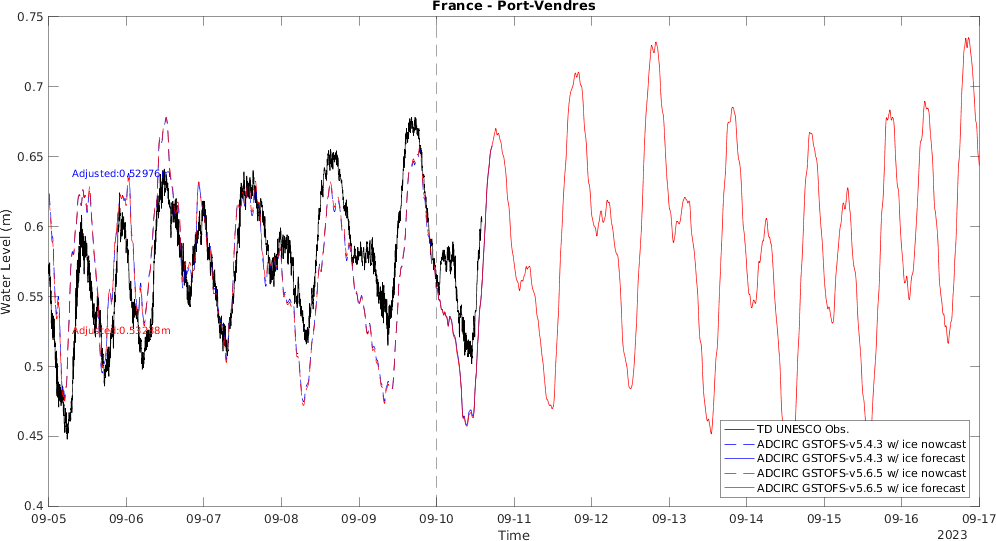 France - Port-Vendres
0.75
0.7
0.65
0.6
0.55
0.5
0.45
0.4
Water Level (m)
Adjusted:0.52976m
Adjusted:0.53238m
TD UNESCO Obs.
ADCIRC GSTOFS-v5.4.3 w/ ice nowcast
ADCIRC GSTOFS-v5.4.3 w/ ice forecast
ADCIRC GSTOFS-v5.6.5 w/ ice nowcast
ADCIRC GSTOFS-v5.6.5 w/ ice forecast
09-05 09-06 09-07 09-08 09-09 09-10 09-11 09-12 09-13 09-14 09-15 09-16 09-17
Time
2023